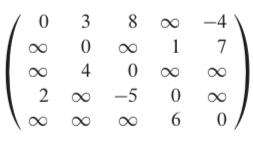 0 3 8 ∞ −4
∞ 0 ∞ 1 7
∞ 4 0 ∞ ∞
2 ∞ −5 0 ∞
∞ ∞ ∞ 6 0